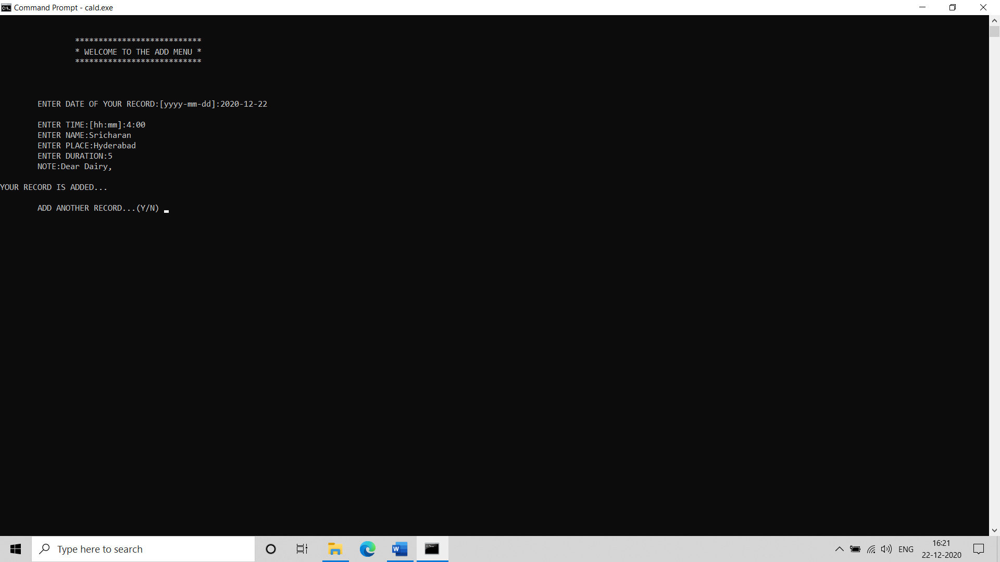 Command Prompt - cald.exe
***************************
* WELCOME TO THE ADD MENU *
***************************
ENTER DATE OF YOUR RECORD:[yyyy-mm-dd]:2020-12-22
ENTER TIME:[hh:mm]:4:00
ENTER NAME:Sricharan
ENTER PLACE:Hyderabad
ENTER DURATION:5
NOTE:Dear Dairy,
YOUR RECORD IS ADDED...
ADD ANOTHER RECORD...(Y/N)
Type here to search
ENG
16:21
22-12-2020